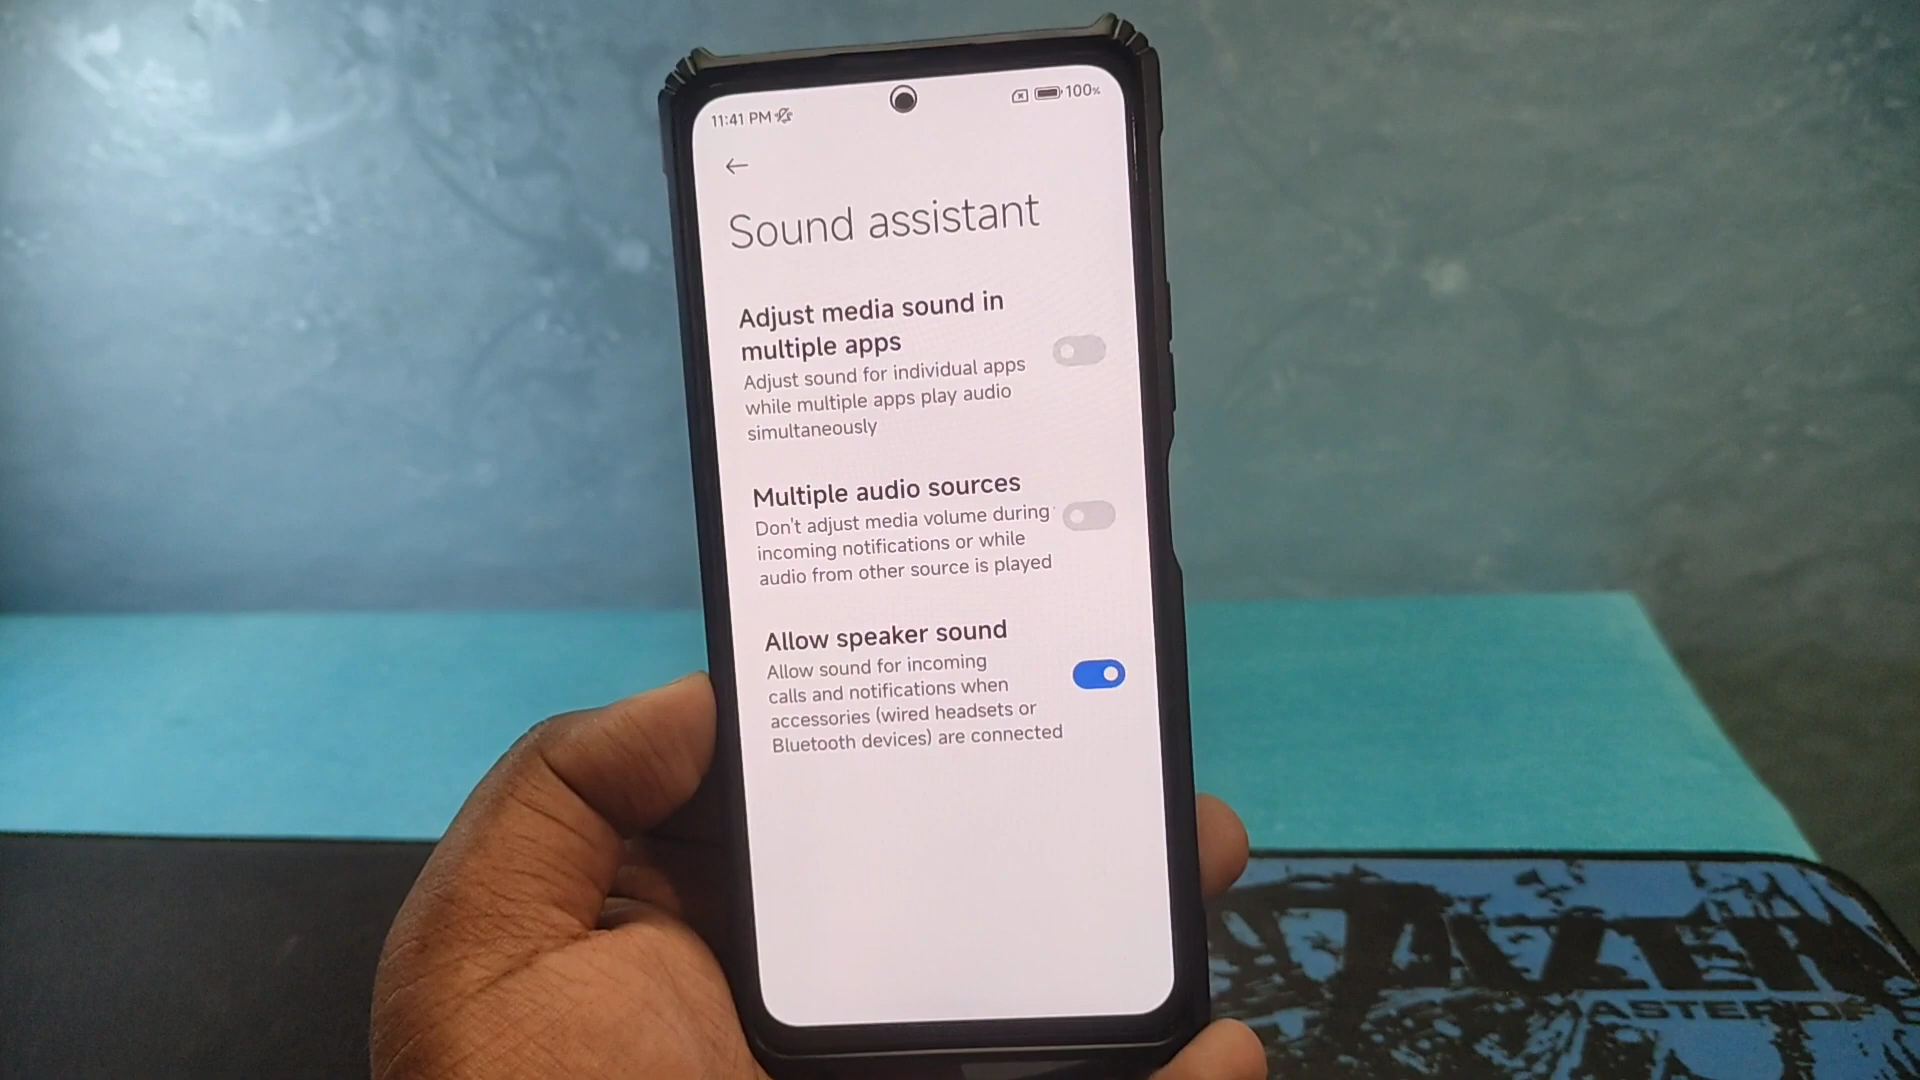 11:41 PM
100%
Sound assistant
Adjust media sound in
multiple apps
Adjust sound for individual apps
while multiple apps play audio
simultaneously
Multiple audio sources
Don't adjust media volume during
incoming notifications or while
audio from other source is played
Allow speaker sound
Allow sound for incoming
calls and notifications when
accessories (wired headsets or
Bluetooth devices) are connected